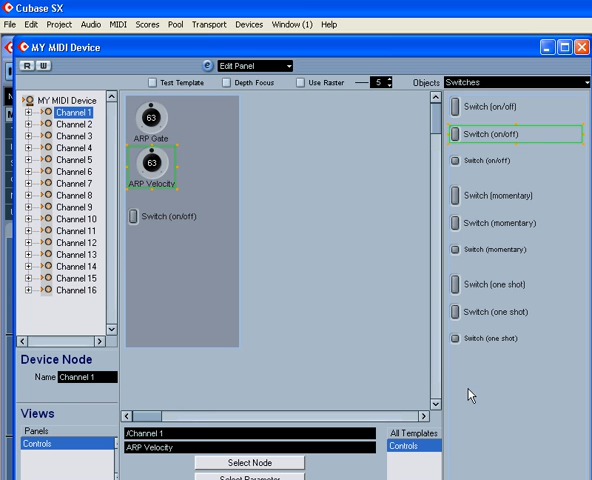 Cubase SX
File Edit Project Audio MIDI Scores Pool Transport Devices Window (1) Help
MY MIDI Device
R W e Edit Panel
Test Template Depth Focus Use Raster 5 Objects Switches
MY MIDI Device
Channel 1
Channel 2
Channel 3
Channel 4
Channel 5
Channel 6
Channel 7
Channel 8
Channel 9
Channel 10
Channel 11
Channel 12
Channel 13
Channel 14
Channel 15
Channel 16
63
ARP Gate
63
ARP Velocity
Switch (on/off)
Switch (on/off)
Switch (on/off)
Switch (on/off)
Switch (momentary)
Switch (momentary)
Switch (momentary)
Switch (one shot)
Switch (one shot)
Switch (one shot)
Device Node
Name Channel 1
Views
Panels
Controls
/Channel 1
ARP Velocity
Select Node
Select Parameter
All Templates
Controls